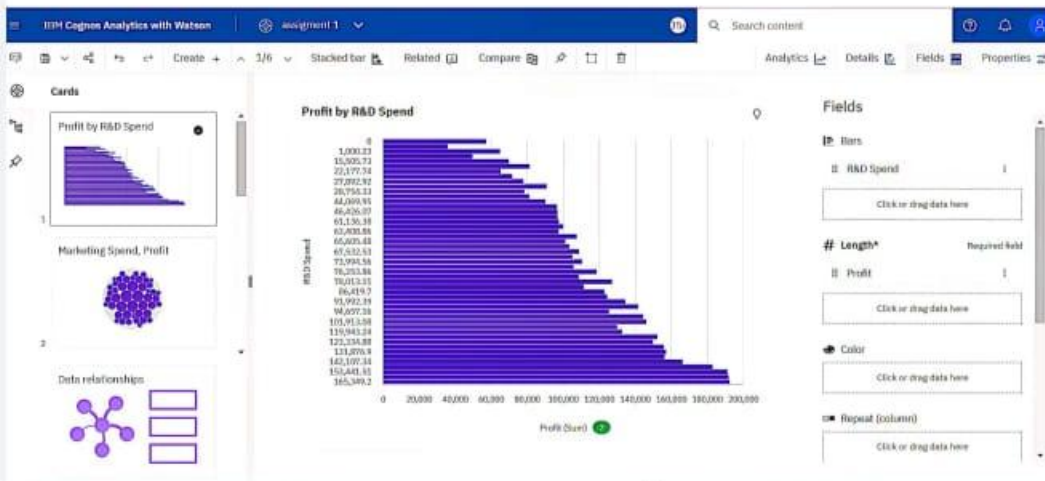 IBM Cognos Analytics with Watson
assigment 1
Search content
Create +
1/6
Stacked bar
Related
Compare
Analytics
Details
Fields
Properties
Cards
Profit by R&D Spend
1
Marketing Spend, Profit
2
Data relationships
Profit by R&D Spend
R&D Spend
0
1,000.23
15,505.73
22,177.74
27,892.92
28,754.33
44,069.95
46,426.07
61,136.38
63,408.86
65,605.48
67,532.53
73,994.56
76,253.86
78,013.11
86,419.7
91,992.39
94,657.16
101,913.08
119,943.24
123,334.88
131,876.9
142,107.34
153,441.51
165,349.2
0 20,000 40,000 60,000 80,000 100,000 120,000 140,000 160,000 180,000 200,000
Profit (Sum)
Fields
Bars
R&D Spend
Click or drag data here
# Length* Required field
Profit
Click or drag data here
Color
Click or drag data here
Repeat (column)
Click or drag data here